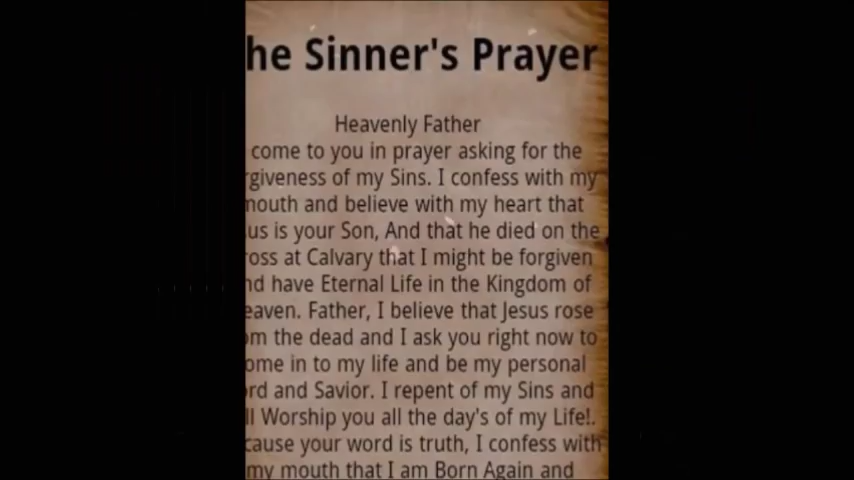 he Sinner's Prayer
Heavenly Father
come to you in prayer asking for the
rgiveness of my Sins. I confess with my
mouth and believe with my heart that
us is your Son, And that he died on the
ross at Calvary that I might be forgiven
nd have Eternal Life in the Kingdom of
eaven. Father, I believe that Jesus rose
om the dead and I ask you right now to
ome in to my life and be my personal
rd and Savior. I repent of my Sins and
ll Worship you all the day's of my Life!.
cause your word is truth, I confess with
my mouth that I am Born Again and